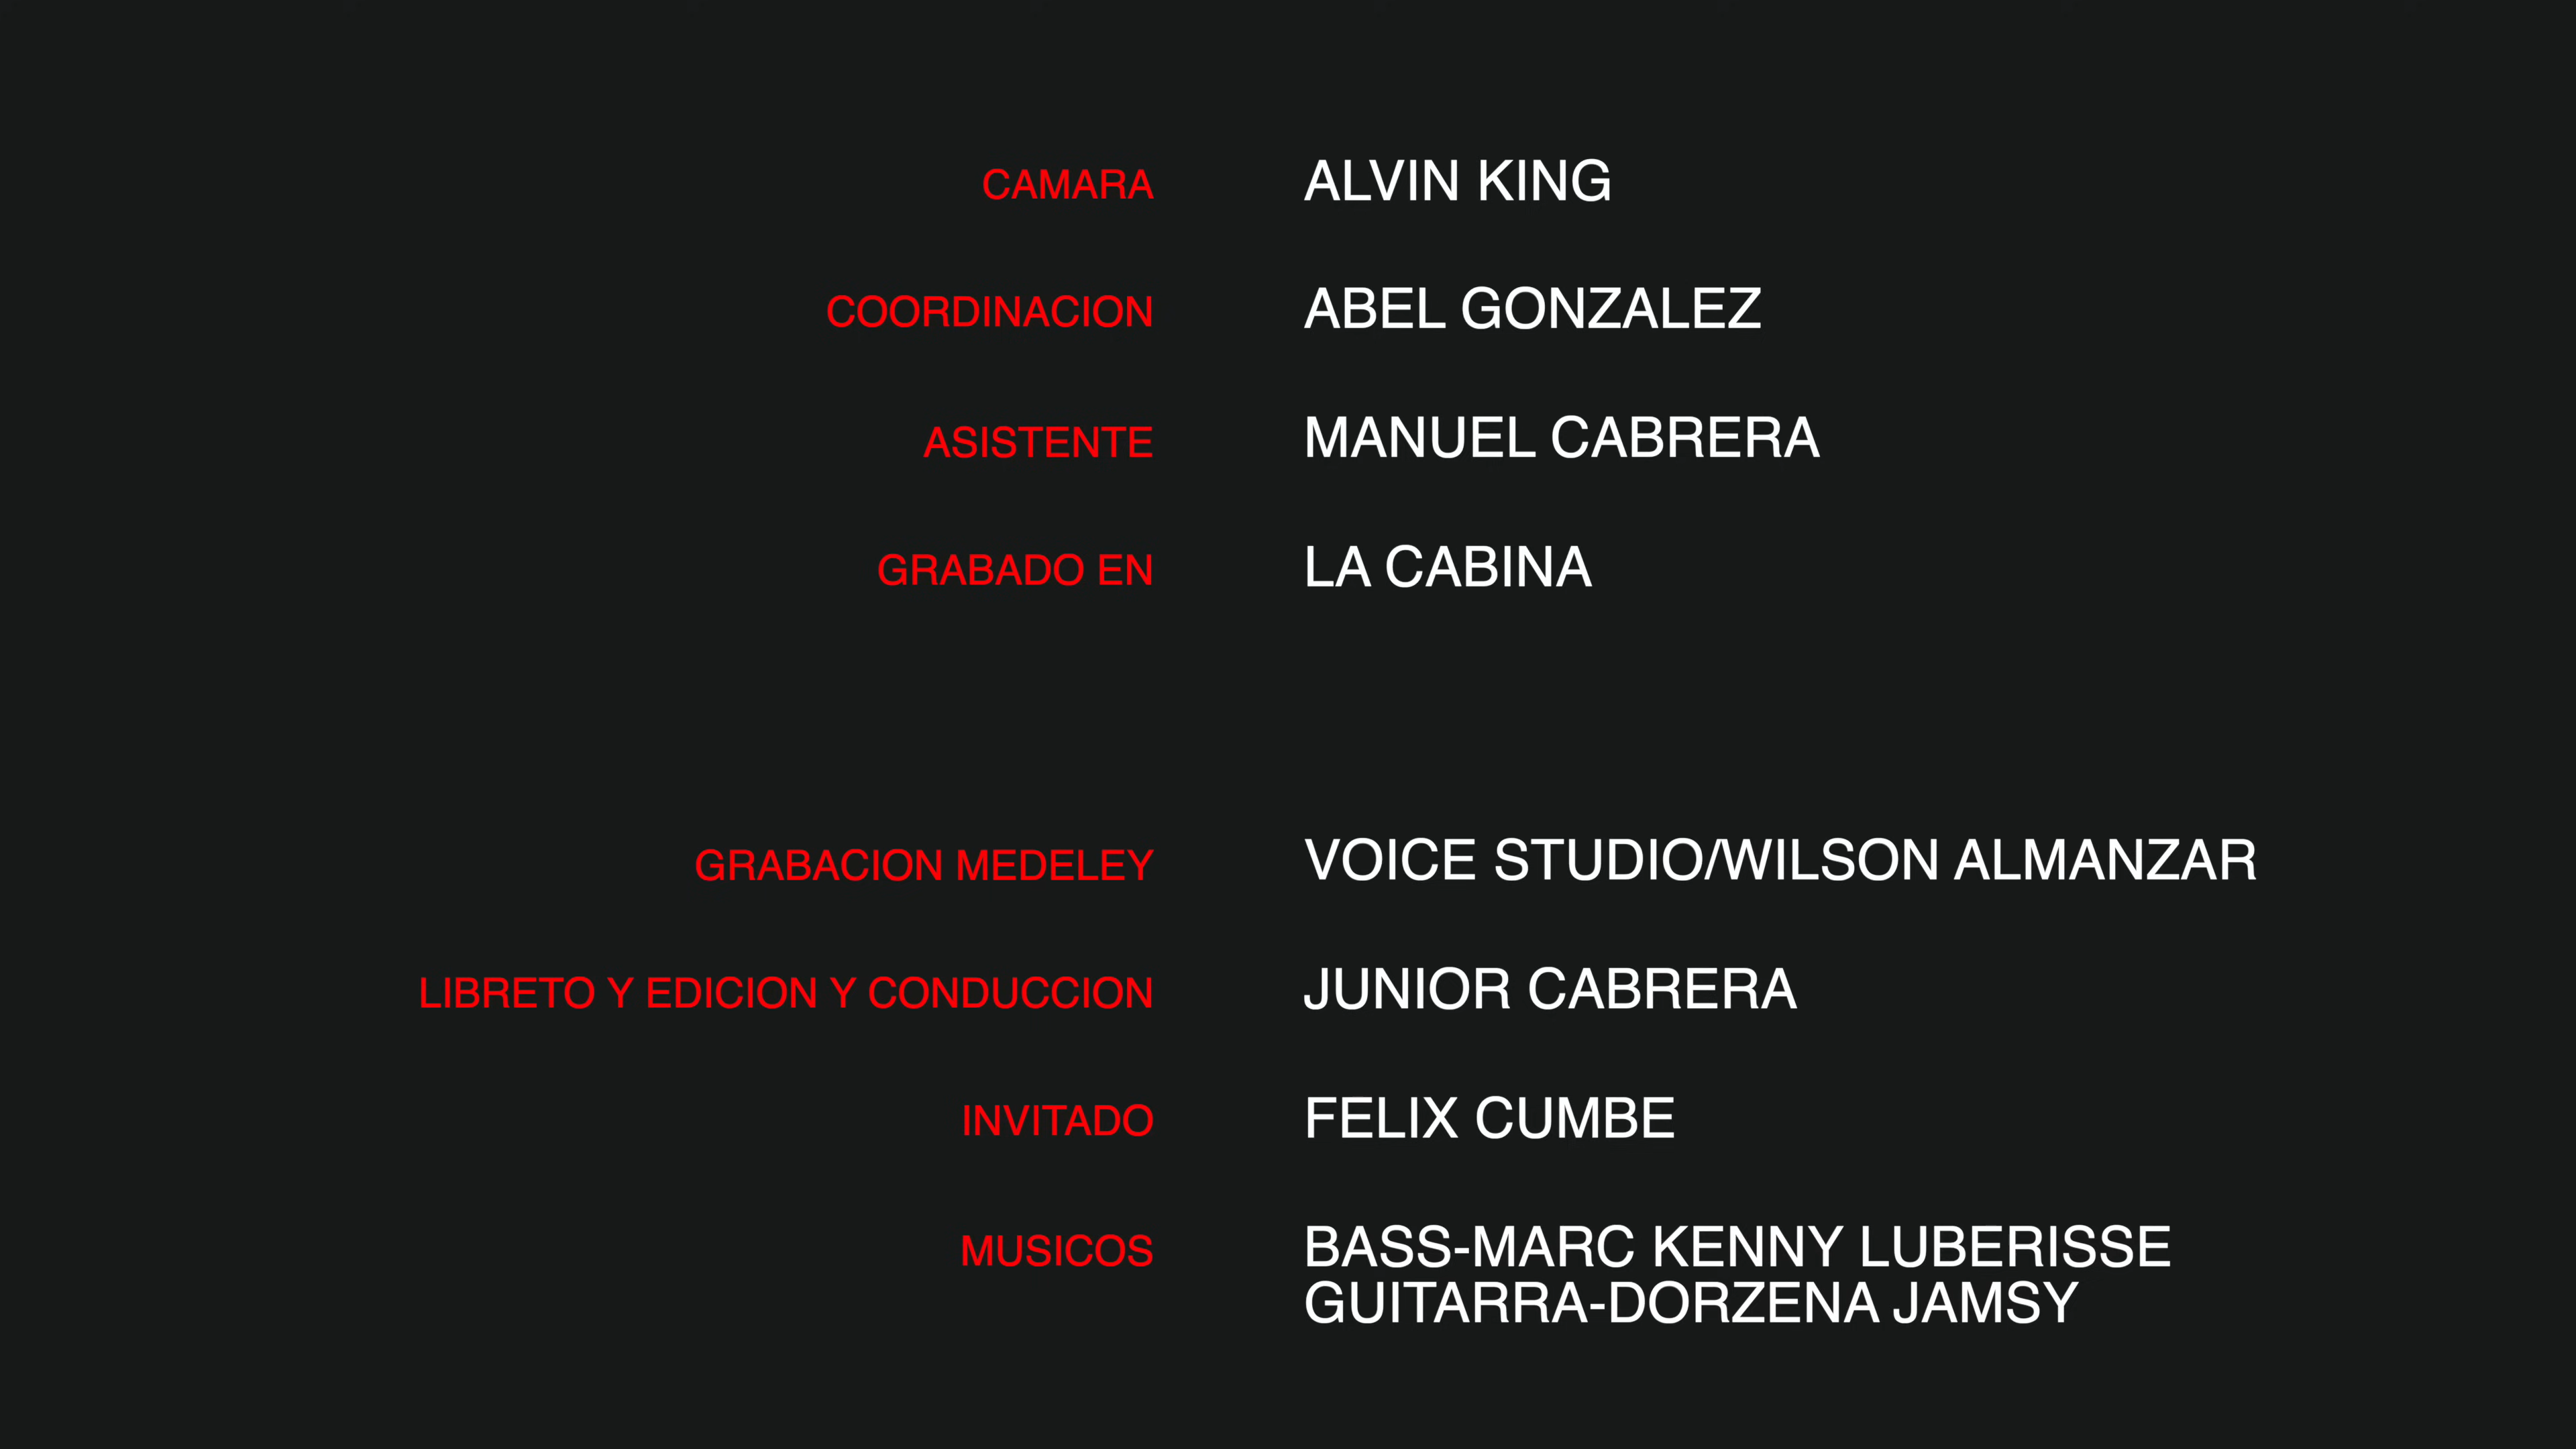 CAMARA ALVIN KING
COORDINACION ABEL GONZALEZ
ASISTENTE MANUEL CABRERA
GRABADO EN LA CABINA
GRABACION MEDELEY VOICE STUDIO/WILSON ALMANZAR
LIBRETO Y EDICION Y CONDUCCION JUNIOR CABRERA
INVITADO FELIX CUMBE
MUSICOS BASS-MARC KENNY LUBERISSE
GUITARRA-DORZENA JAMSY